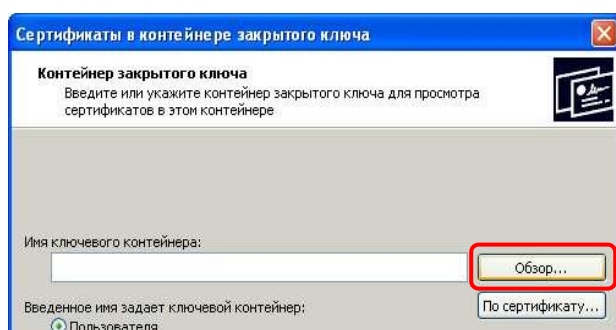 Сертификаты в контейнере закрытого ключа
Контейнер закрытого ключа
Введите или укажите контейнер закрытого ключа для просмотра
сертификатов в этом контейнере
Имя ключевого контейнера:
Обзор...
Введенное имя задает ключевой контейнер:
По сертификату...
Пользователя